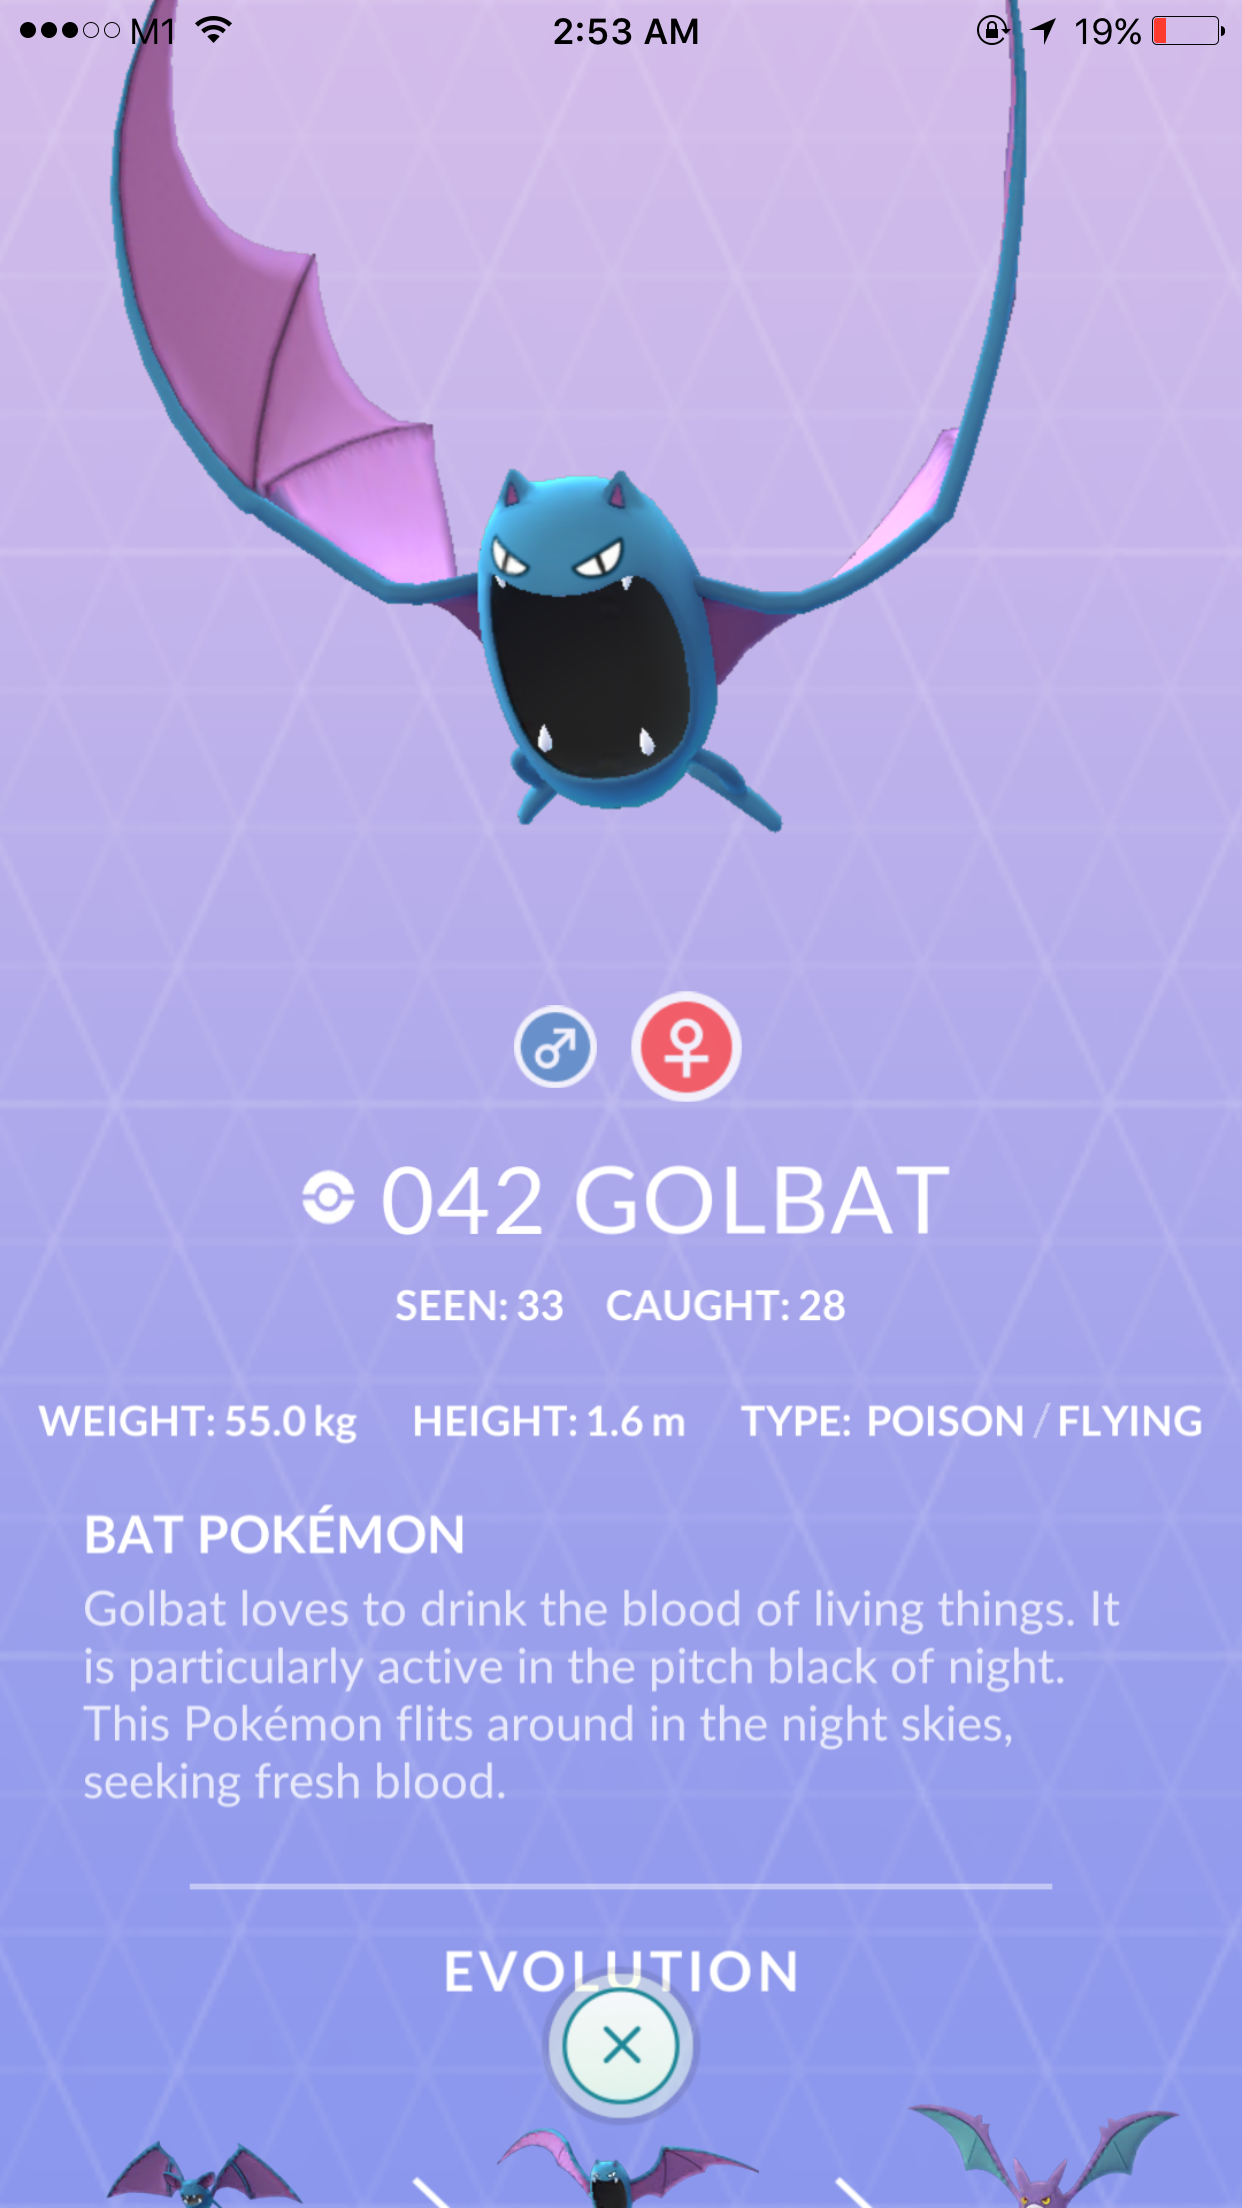 M1 2:53 AM 19%
042 GOLBAT
SEEN: 33 CAUGHT: 28
WEIGHT: 55.0 kg HEIGHT: 1.6 m TYPE: POISON / FLYING
BAT POKÉMON
Golbat loves to drink the blood of living things. It
is particularly active in the pitch black of night.
This Pokémon flits around in the night skies,
seeking fresh blood.
EVOLUTION